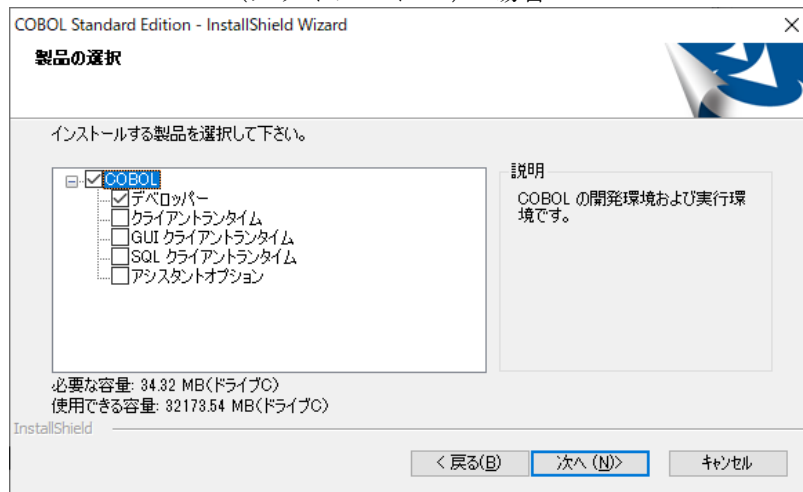 COBOL Standard Edition - InstallShield Wizard
製品の選択
インストールする製品を選択して下さい。
COBOL
デベロッパー
クライアントランタイム
GUI クライアントランタイム
SQL クライアントランタイム
アシスタントオプション
説明
COBOL の開発環境および実行環
境です。
必要な容量: 34.32 MB(ドライブC)
使用できる容量: 32173.54 MB(ドライブC)
InstallShield
< 戻る(B)
次へ (N)>
キャンセル